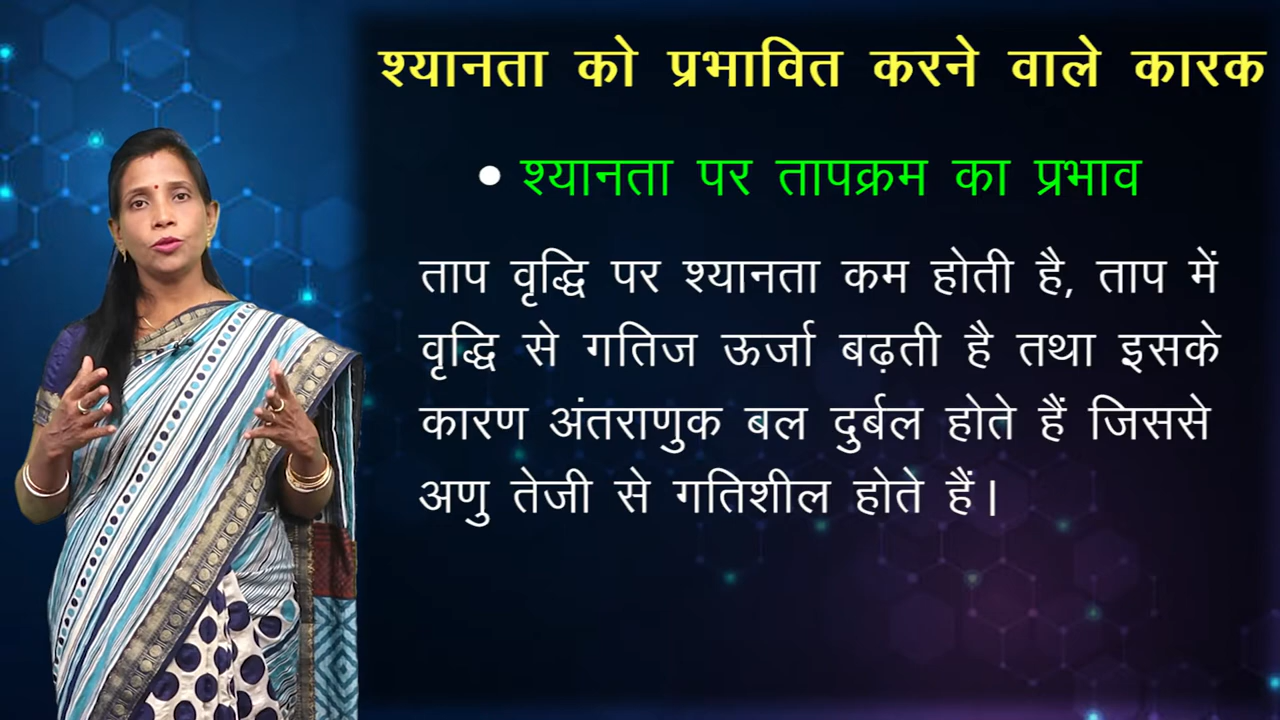 श्यानता को प्रभावित करने वाले कारक
• श्यानता पर तापक्रम का प्रभाव
ताप वृद्धि पर श्यानता कम होती है, ताप में
वृद्धि से गतिज ऊर्जा बढ़ती है तथा इसके
कारण अंतराणुक बल दुर्बल होते हैं जिससे
अणु तेजी से गतिशील होते हैं।